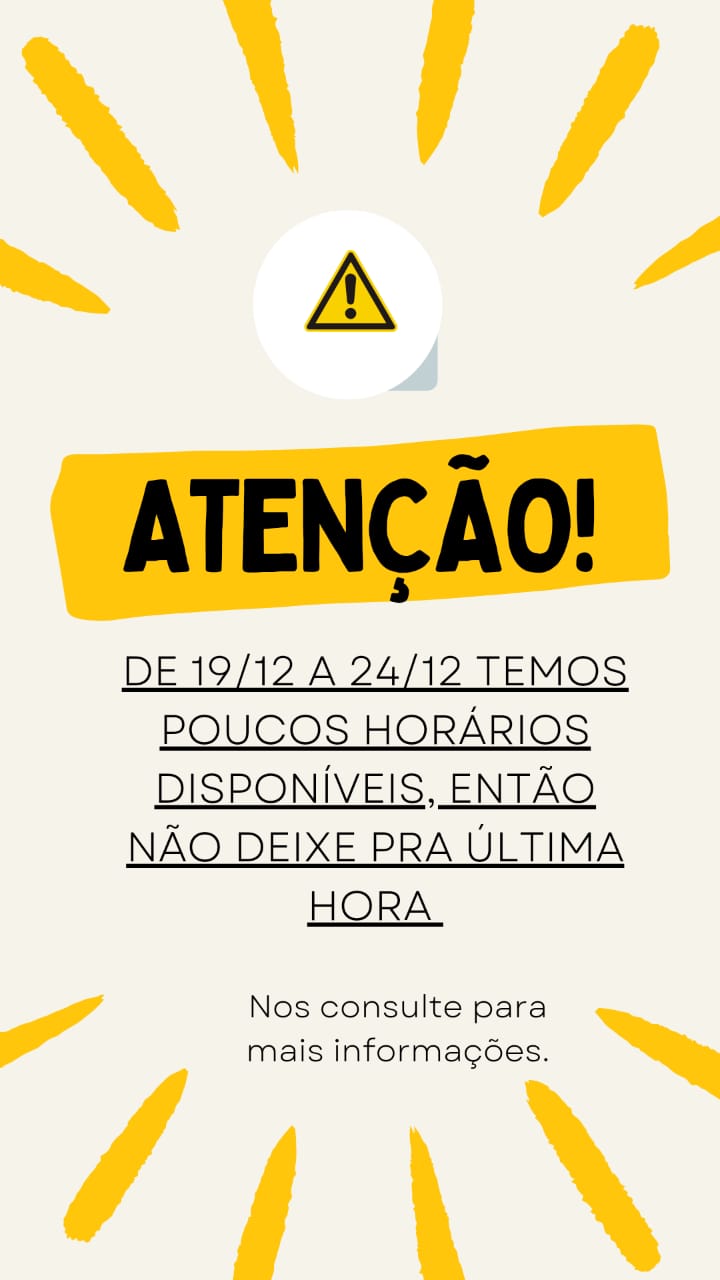 ATENÇÃO!
DE 19/12 A 24/12 TEMOS
POUCOS HORÁRIOS
DISPONÍVEIS, ENTÃO
NÃO DEIXE PRA ÚLTIMA
HORA
Nos consulte para
mais informações.